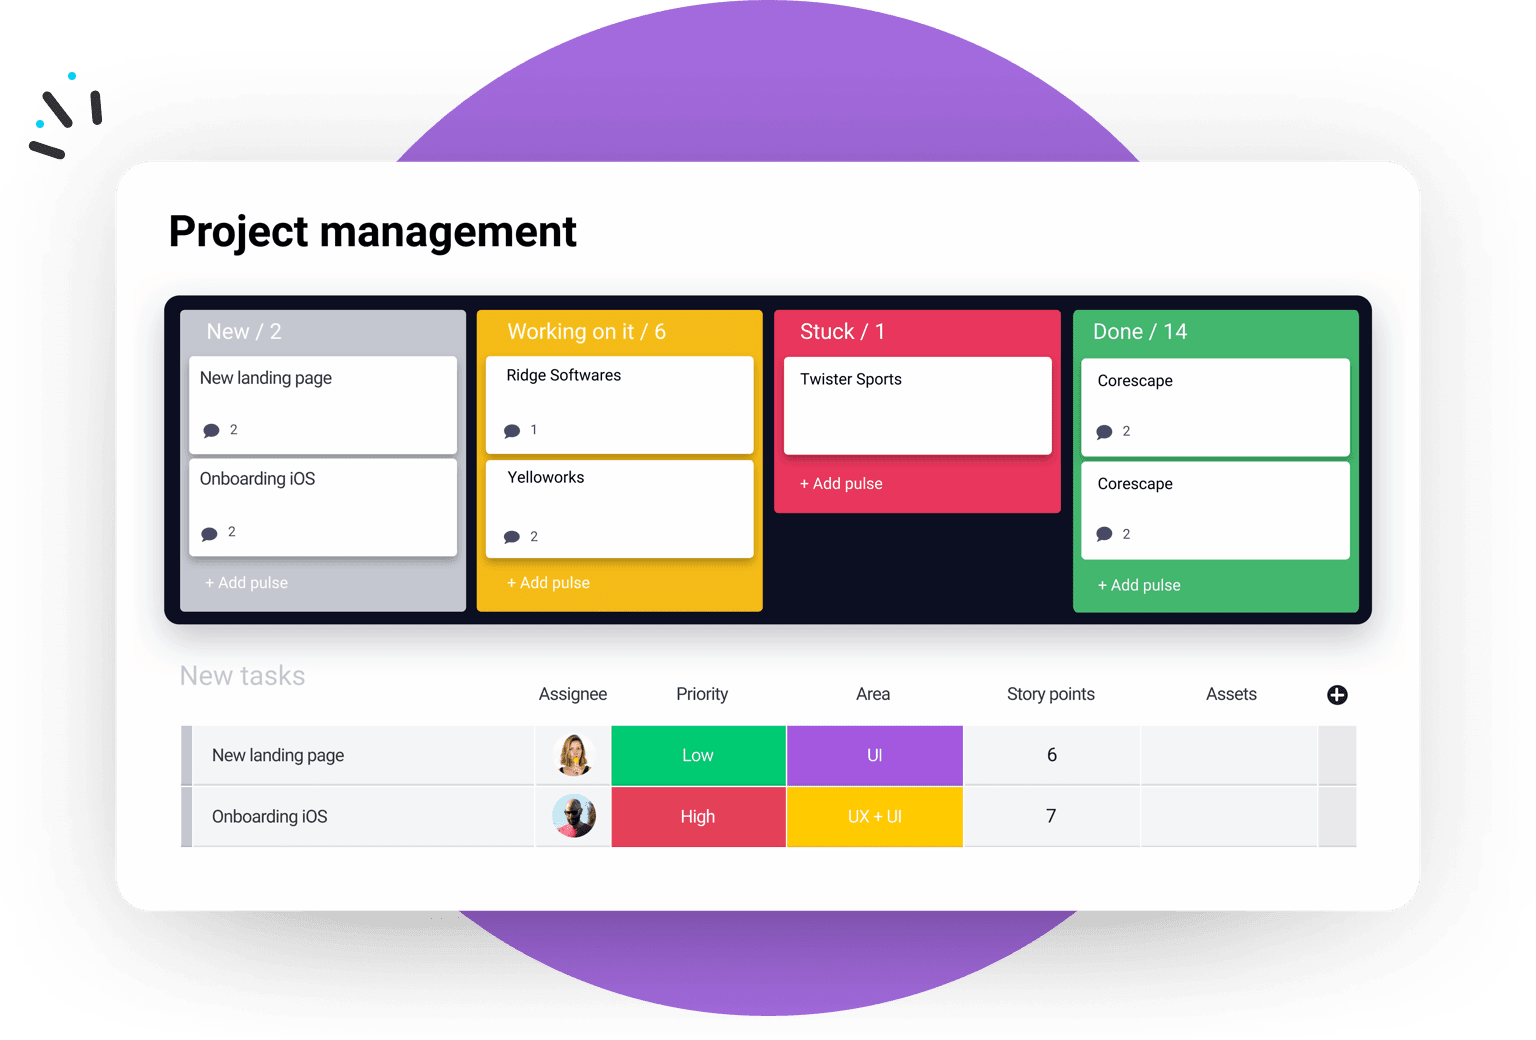 Project management
New / 2
New landing page
2
Onboarding iOS
2
+ Add pulse
Working on it / 6
Ridge Softwares
1
Yelloworks
2
+ Add pulse
Stuck / 1
Twister Sports
+ Add pulse
Done / 14
Corescape
2
Corescape
2
+ Add pulse
New tasks
Assignee Priority Area Story points Assets
New landing page Low UI 6
Onboarding iOS High UX + UI 7